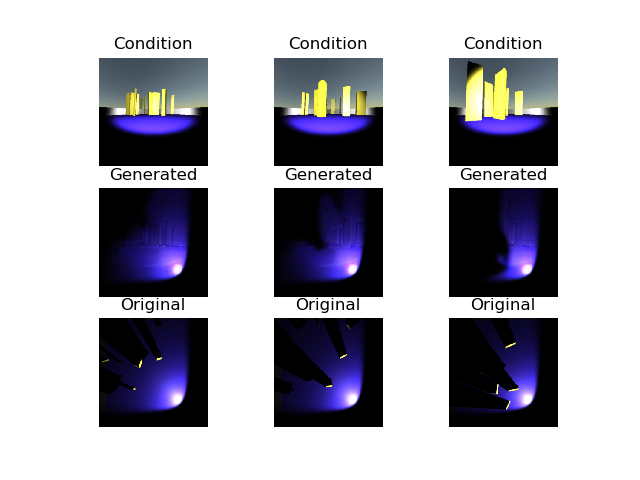 Condition Condition Condition
Generated Generated Generated
Original Original Original